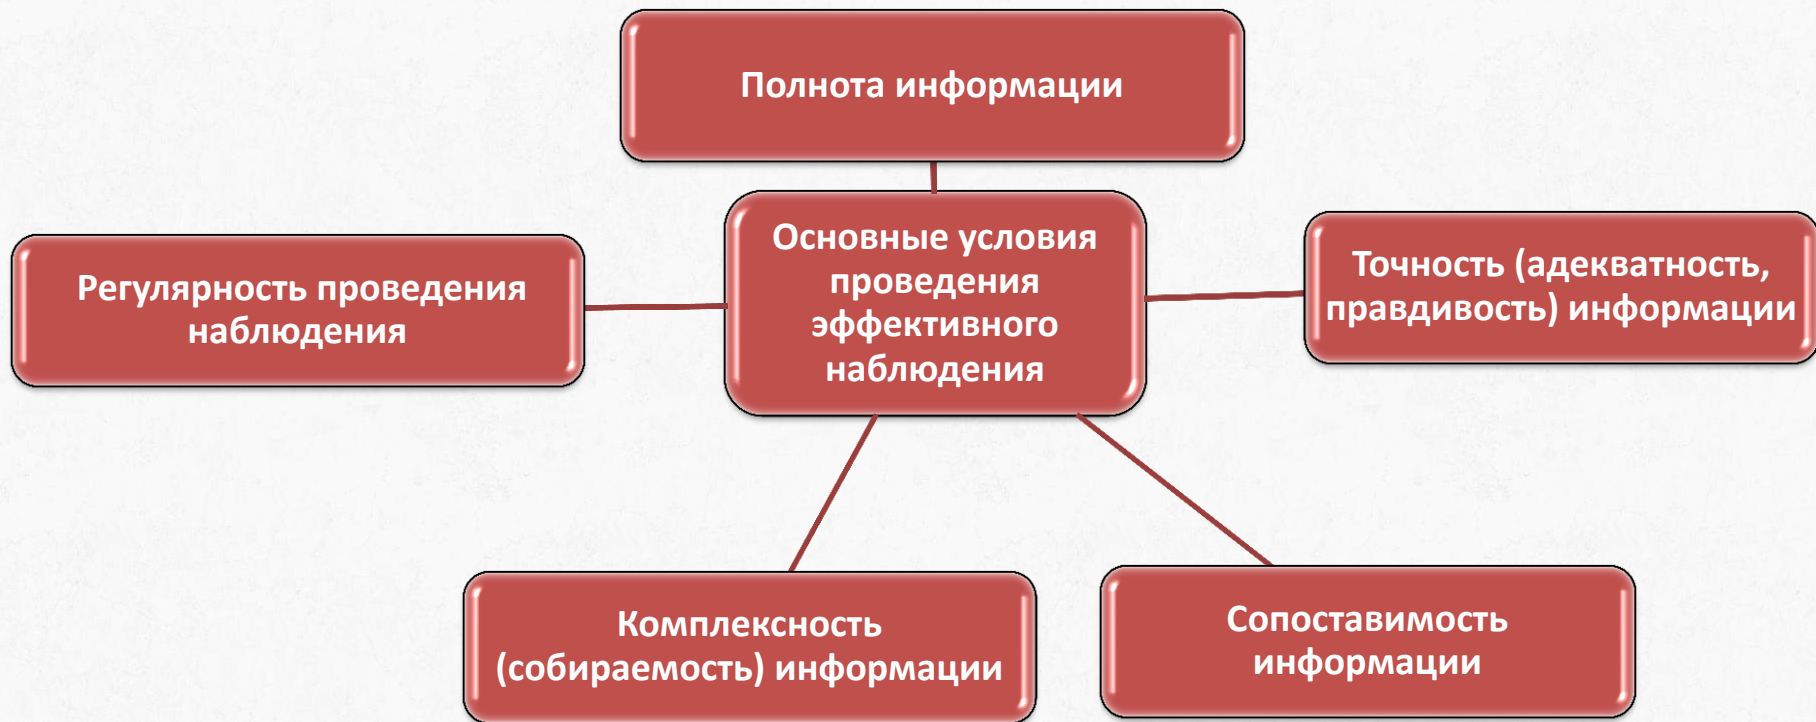 Полнота информации
Основные условия
проведения
эффективного
наблюдения
Регулярность проведения
наблюдения
Точность (адекватность,
правдивость) информации
Комплексность
(собираемость) информации
Сопоставимость
информации